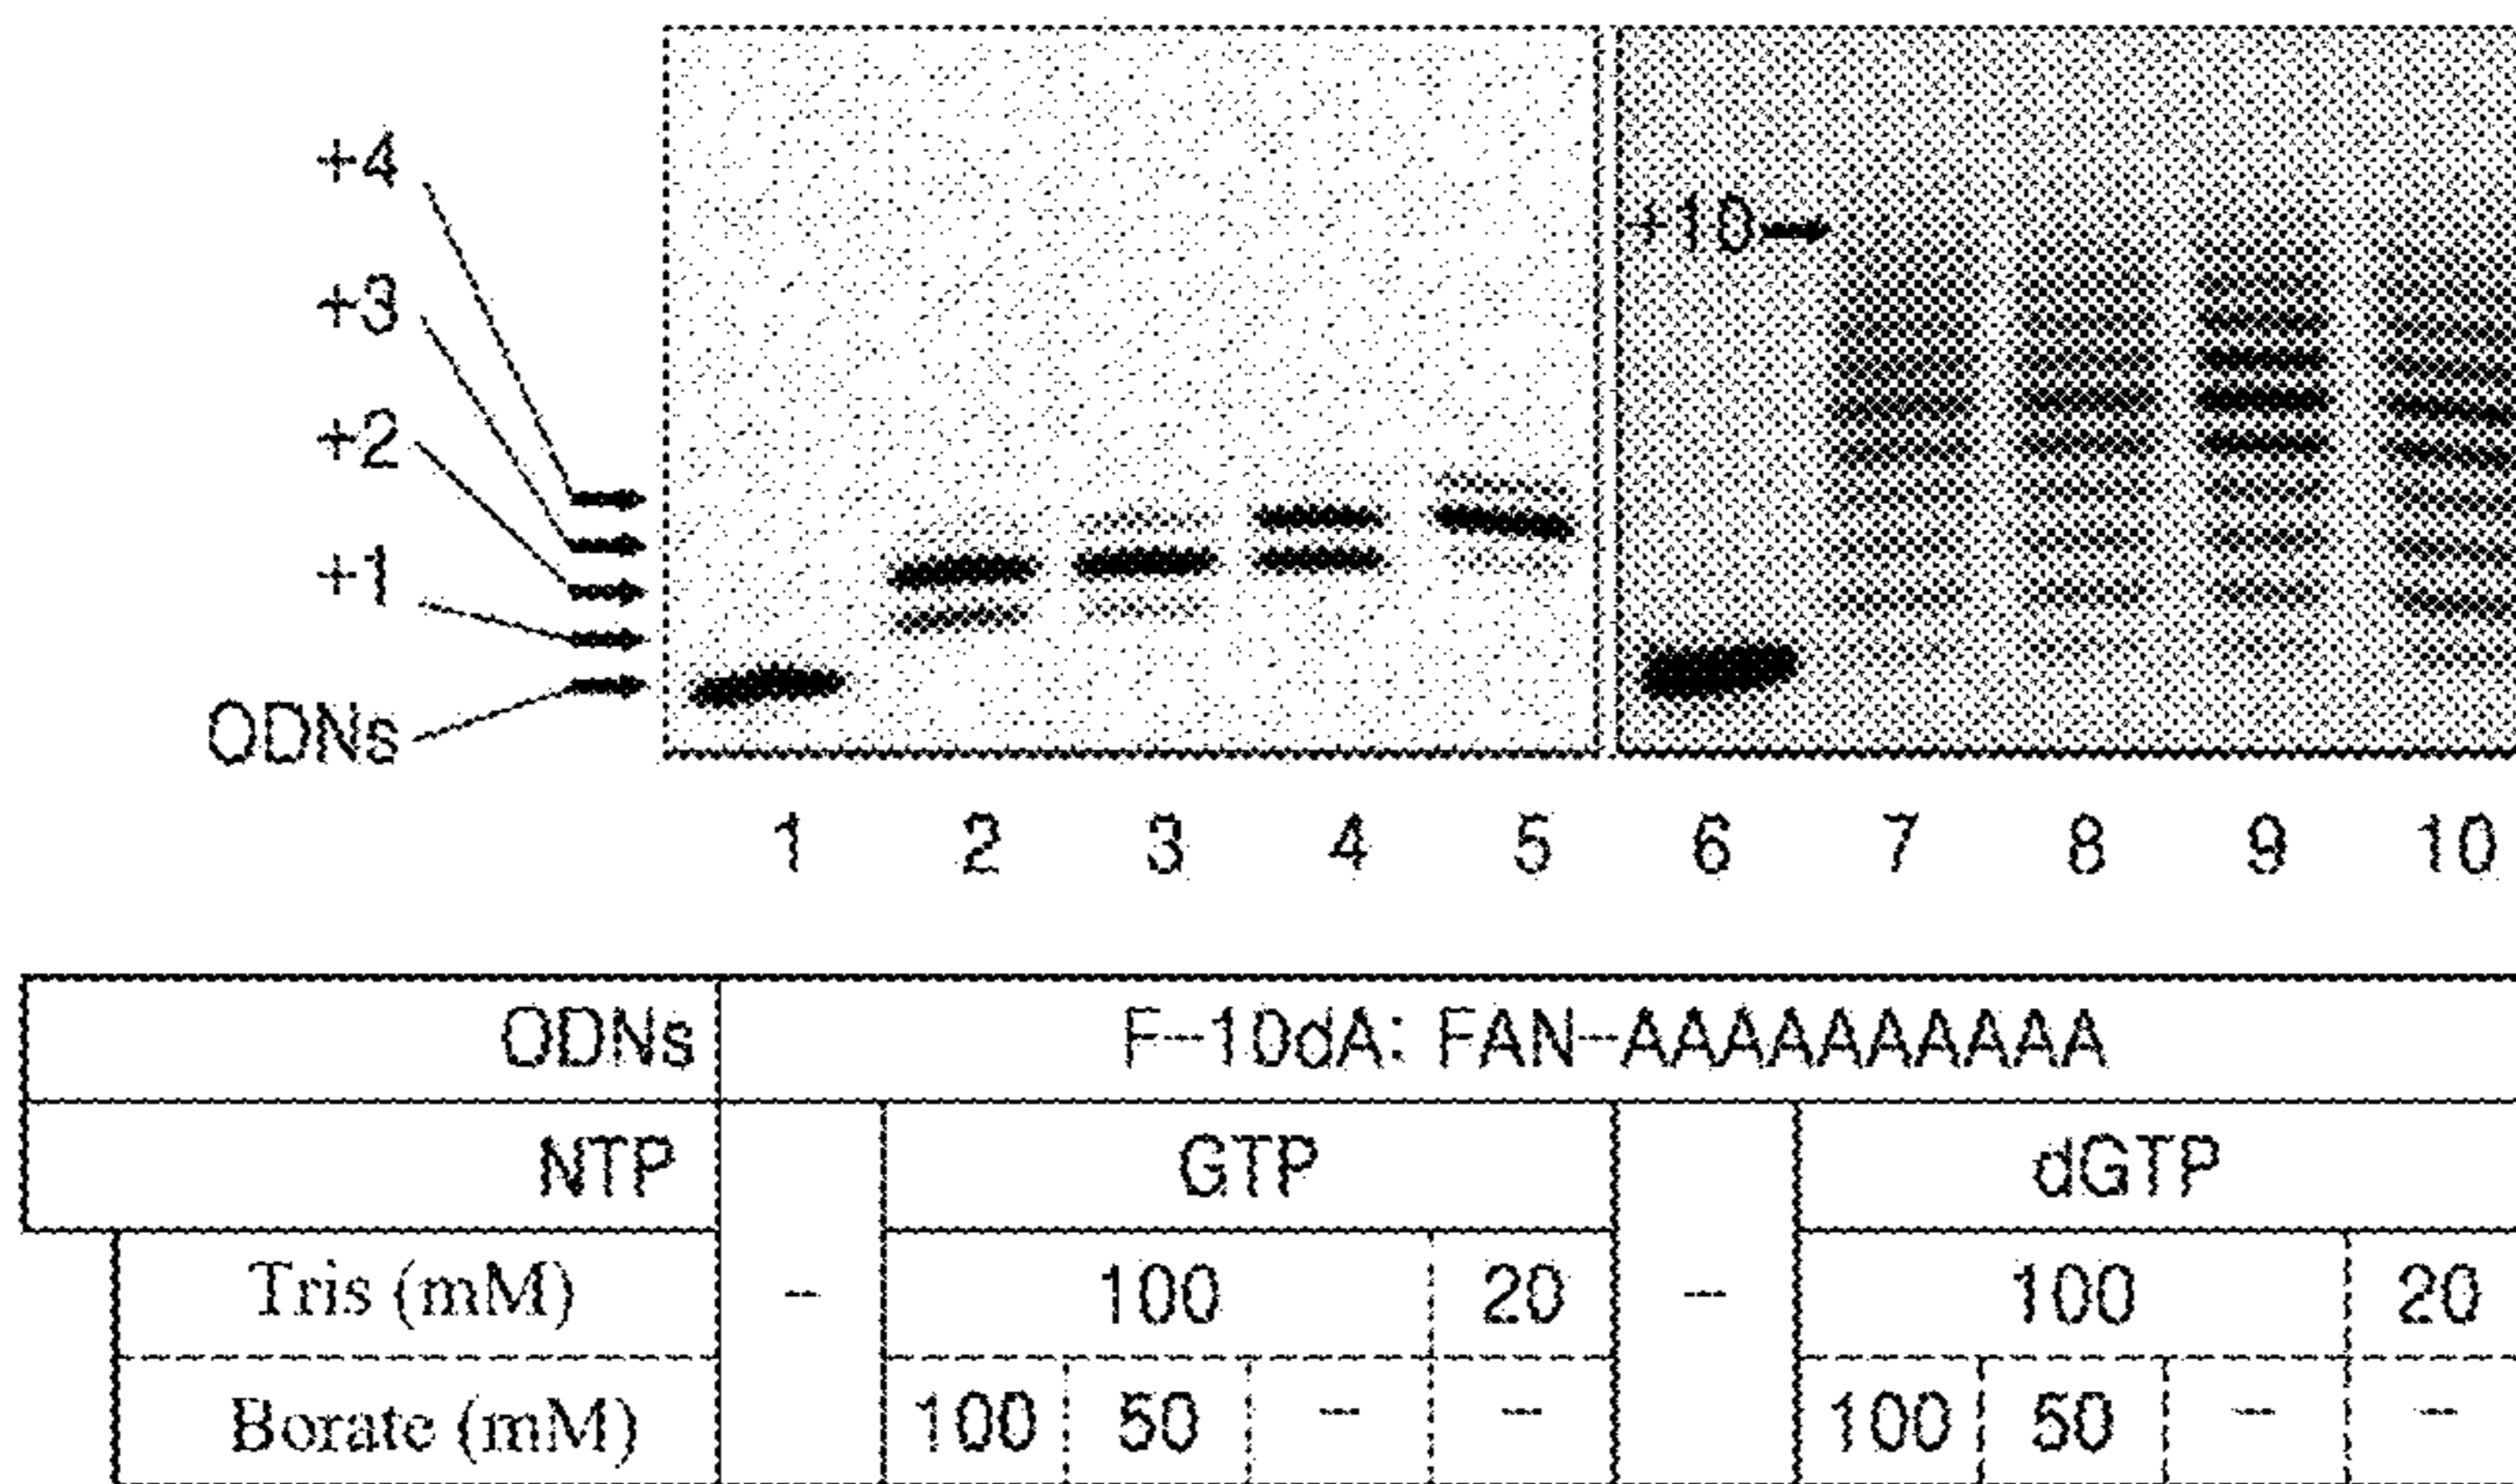 +4
+3
+2
+1
ODNs
+10
1 2 3 4 5 6 7 8 9 10
ODNs F-10dA: FAN-AAAAAAAAAA
NTP GTP dGTP
Tris (mM) -- 100 20 -- 100 20
Borate (mM) 100 50 -- -- 100 50 -- --